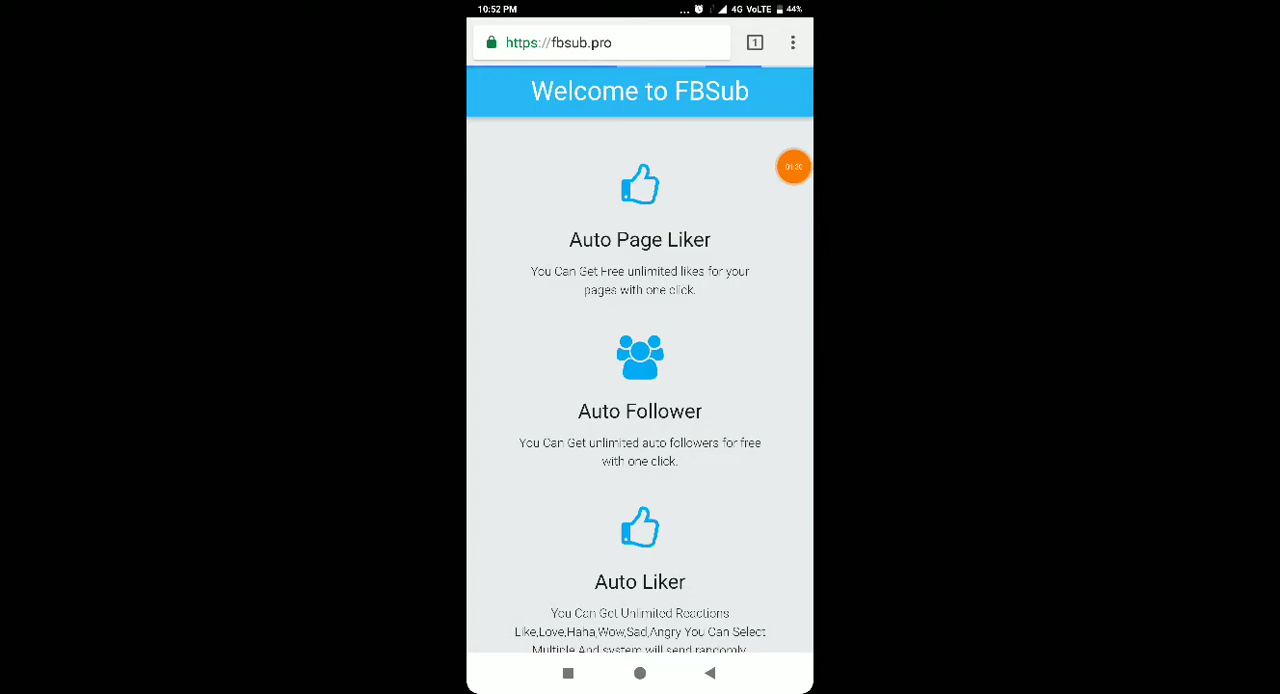 10:52 PM
... 4G VoLTE 44%
https://fbsub.pro
1
Welcome to FBSub
Auto Page Liker
You Can Get Free unlimited likes for your
pages with one click.
Auto Follower
You Can Get unlimited auto followers for free
with one click.
Auto Liker
You Can Get Unlimited Reactions
Like,Love,Haha,Wow,Sad,Angry You Can Select
Multiple And system will send randomly